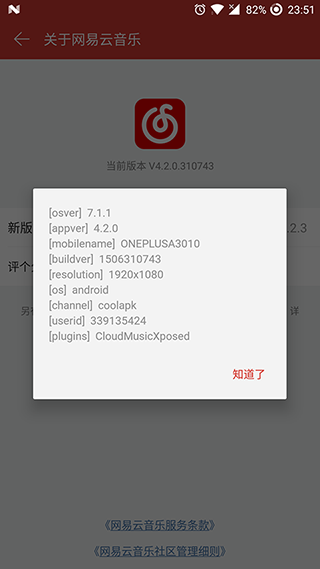 82% 23:51
关于网易云音乐
当前版本 V4.2.0.310743
新版
.2.3
[osver] 7.1.1
[appver] 4.2.0
[mobilename] ONEPLUSA3010
[buildver] 1506310743
[resolution] 1920x1080
[os] android
[channel] coolapk
[userid] 339135424
[plugins] CloudMusicXposed
知道了
评个
详
《网易云音乐服务条款》
《网易云音乐社区管理细则》